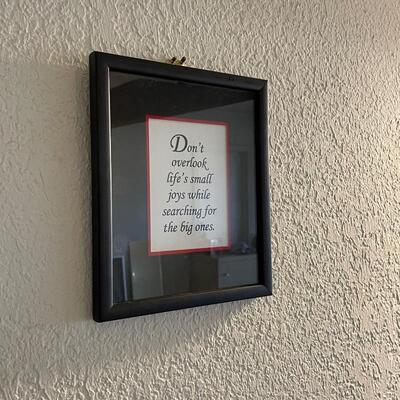 Don't
overlook
life's small
joys while
searching for
the big ones.